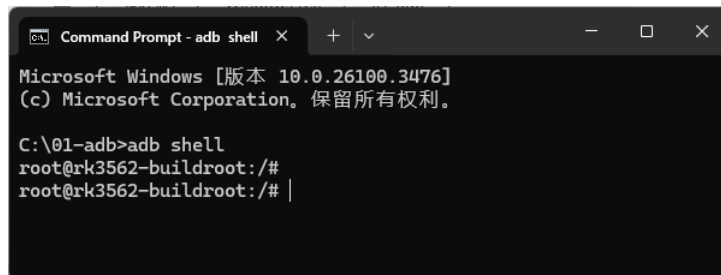 Command Prompt - adb shell
Microsoft Windows [版本 10.0.26100.3476]
(c) Microsoft Corporation。保留所有权利。
C:\01-adb>adb shell
root@rk3562-buildroot:/#
root@rk3562-buildroot:/#